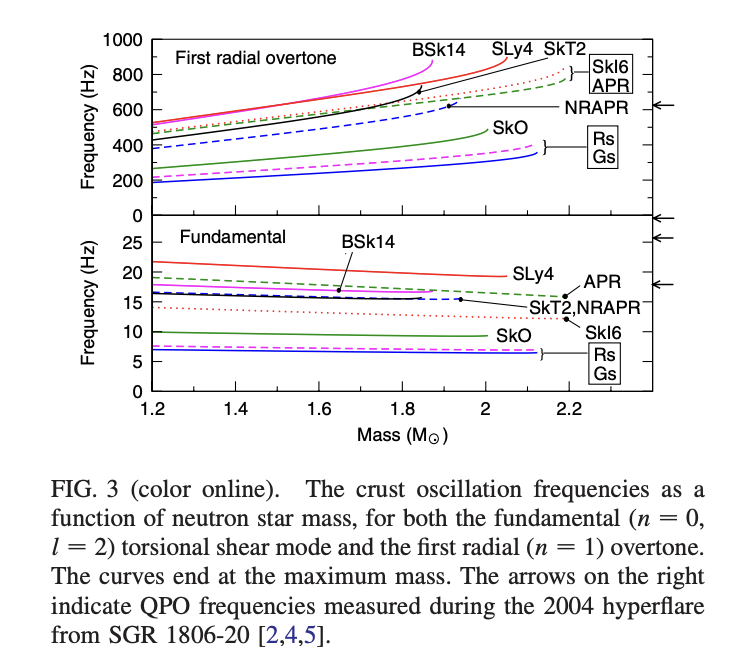 1000
800
600
400
200
0
Frequency (Hz)
First radial overtone
BSk14
SLy4
SkT2
SkI6
APR
NRAPR
SkO
Rs
Gs
25
20
15
10
5
0
Frequency (Hz)
Fundamental
BSk14
SLy4
APR
SkT2,NRAPR
SkI6
SkO
Rs
Gs
1.2 1.4 1.6 1.8 2 2.2
Mass (M⊙)
FIG. 3 (color online). The crust oscillation frequencies as a
function of neutron star mass, for both the fundamental (n = 0,
l = 2) torsional shear mode and the first radial (n = 1) overtone.
The curves end at the maximum mass. The arrows on the right
indicate QPO frequencies measured during the 2004 hyperflare
from SGR 1806-20 [2,4,5].